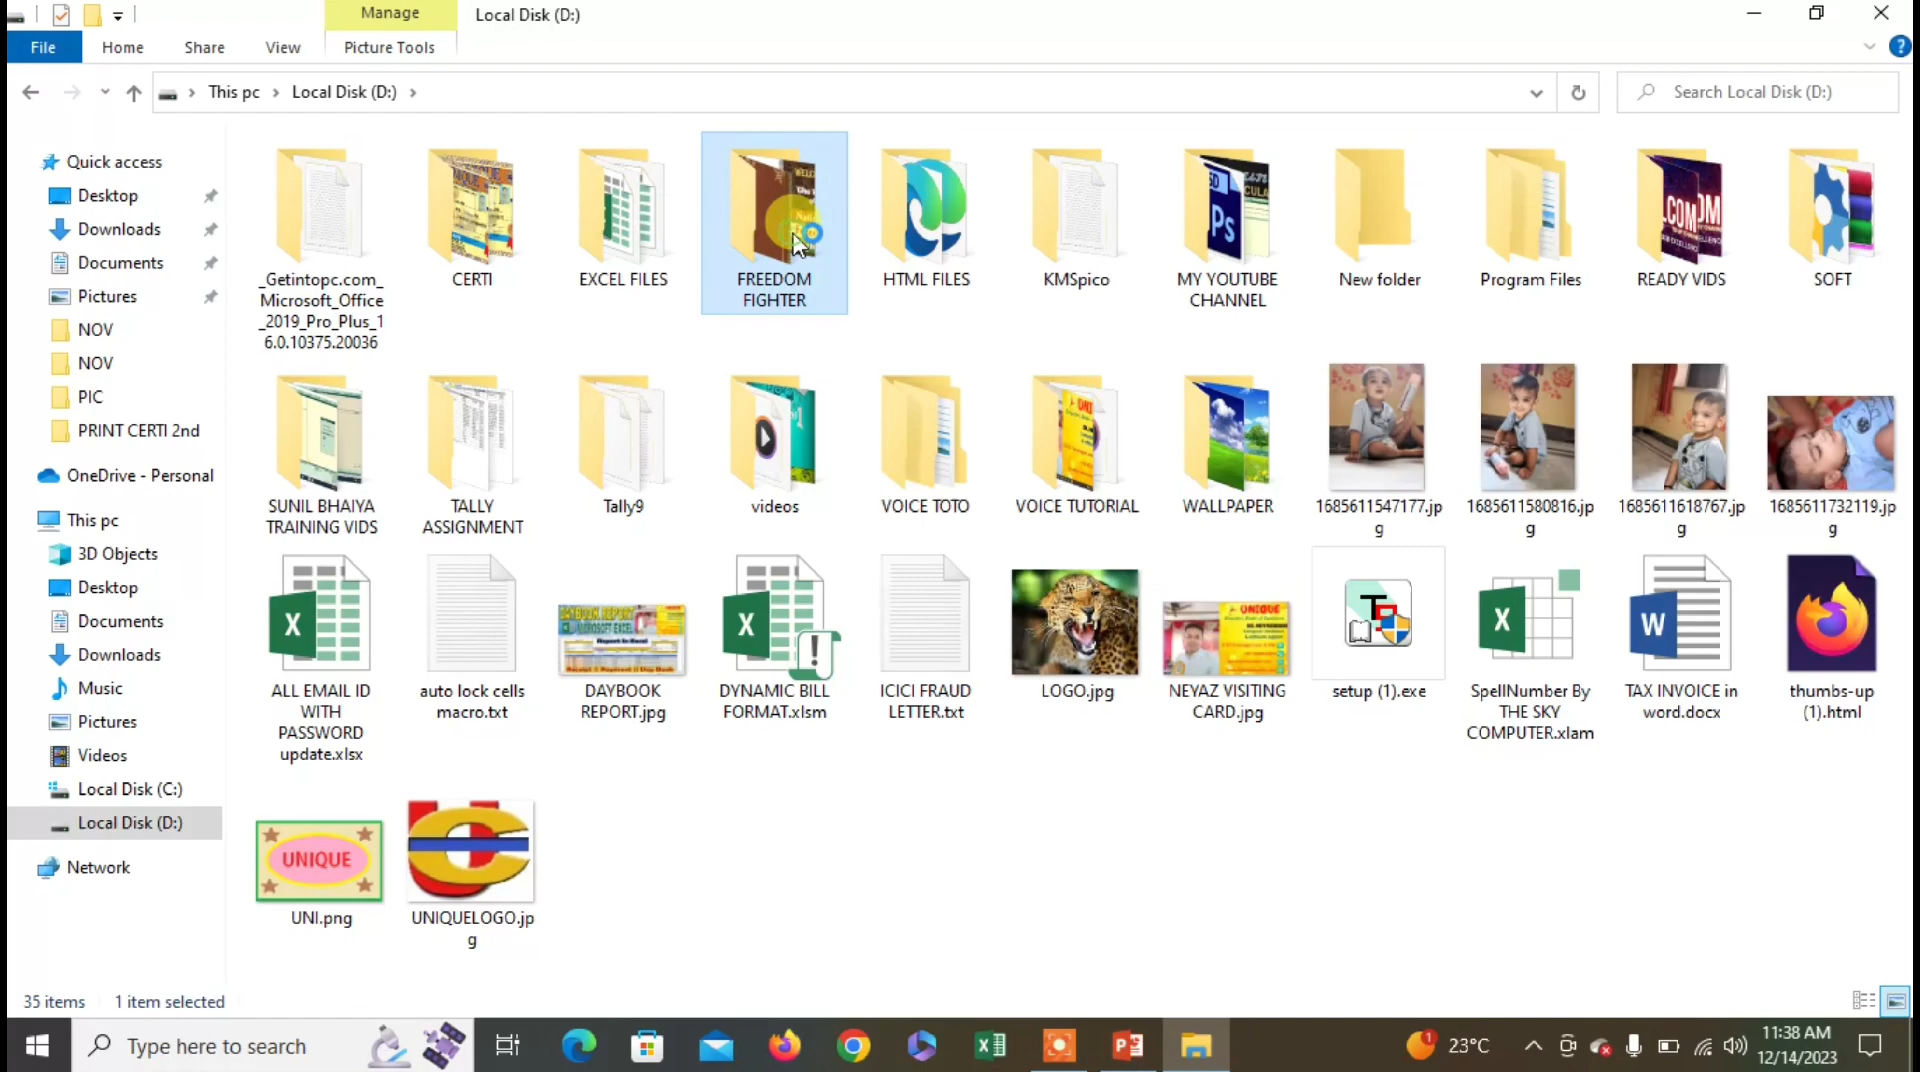 Manage
Local Disk (D:)
File
Home
Share
View
Picture Tools
This pc
Local Disk (D:)
Search Local Disk (D:)
Quick access
Desktop
Downloads
Documents
Pictures
NOV
NOV
PIC
PRINT CERTI 2nd
OneDrive - Personal
This pc
3D Objects
Desktop
Documents
Downloads
Music
Pictures
Videos
Local Disk (C:)
Local Disk (D:)
Network
_Getintopc.com_
Microsoft_Office
_2019_Pro_Plus_1
6.0.10375.20036
CERTI
EXCEL FILES
FREEDOM
FIGHTER
HTML FILES
KMSpico
MY YOUTUBE
CHANNEL
New folder
Program Files
READY VIDS
SOFT
SUNIL BHAIYA
TRAINING VIDS
TALLY
ASSIGNMENT
Tally9
videos
VOICE TOTO
VOICE TUTORIAL
WALLPAPER
1685611547177.jp
g
1685611580816.jp
g
1685611618767.jp
g
1685611732119.jp
g
ALL EMAIL ID
WITH
PASSWORD
update.xlsx
auto lock cells
macro.txt
DAYBOOK REPORT
DAYBOOK
REPORT.jpg
DYNAMIC BILL
FORMAT.xlsm
ICICI FRAUD
LETTER.txt
LOGO.jpg
UNIQUE
NEYAZ VISITING
CARD.jpg
setup (1).exe
SpellNumber By
THE SKY
COMPUTER.xlam
TAX INVOICE in
word.docx
thumbs-up
(1).html
UNIQUE
UNI.png
UNIQUELOGO.jp
g
35 items
1 item selected
Type here to search
23°C
11:38 AM
12/14/2023